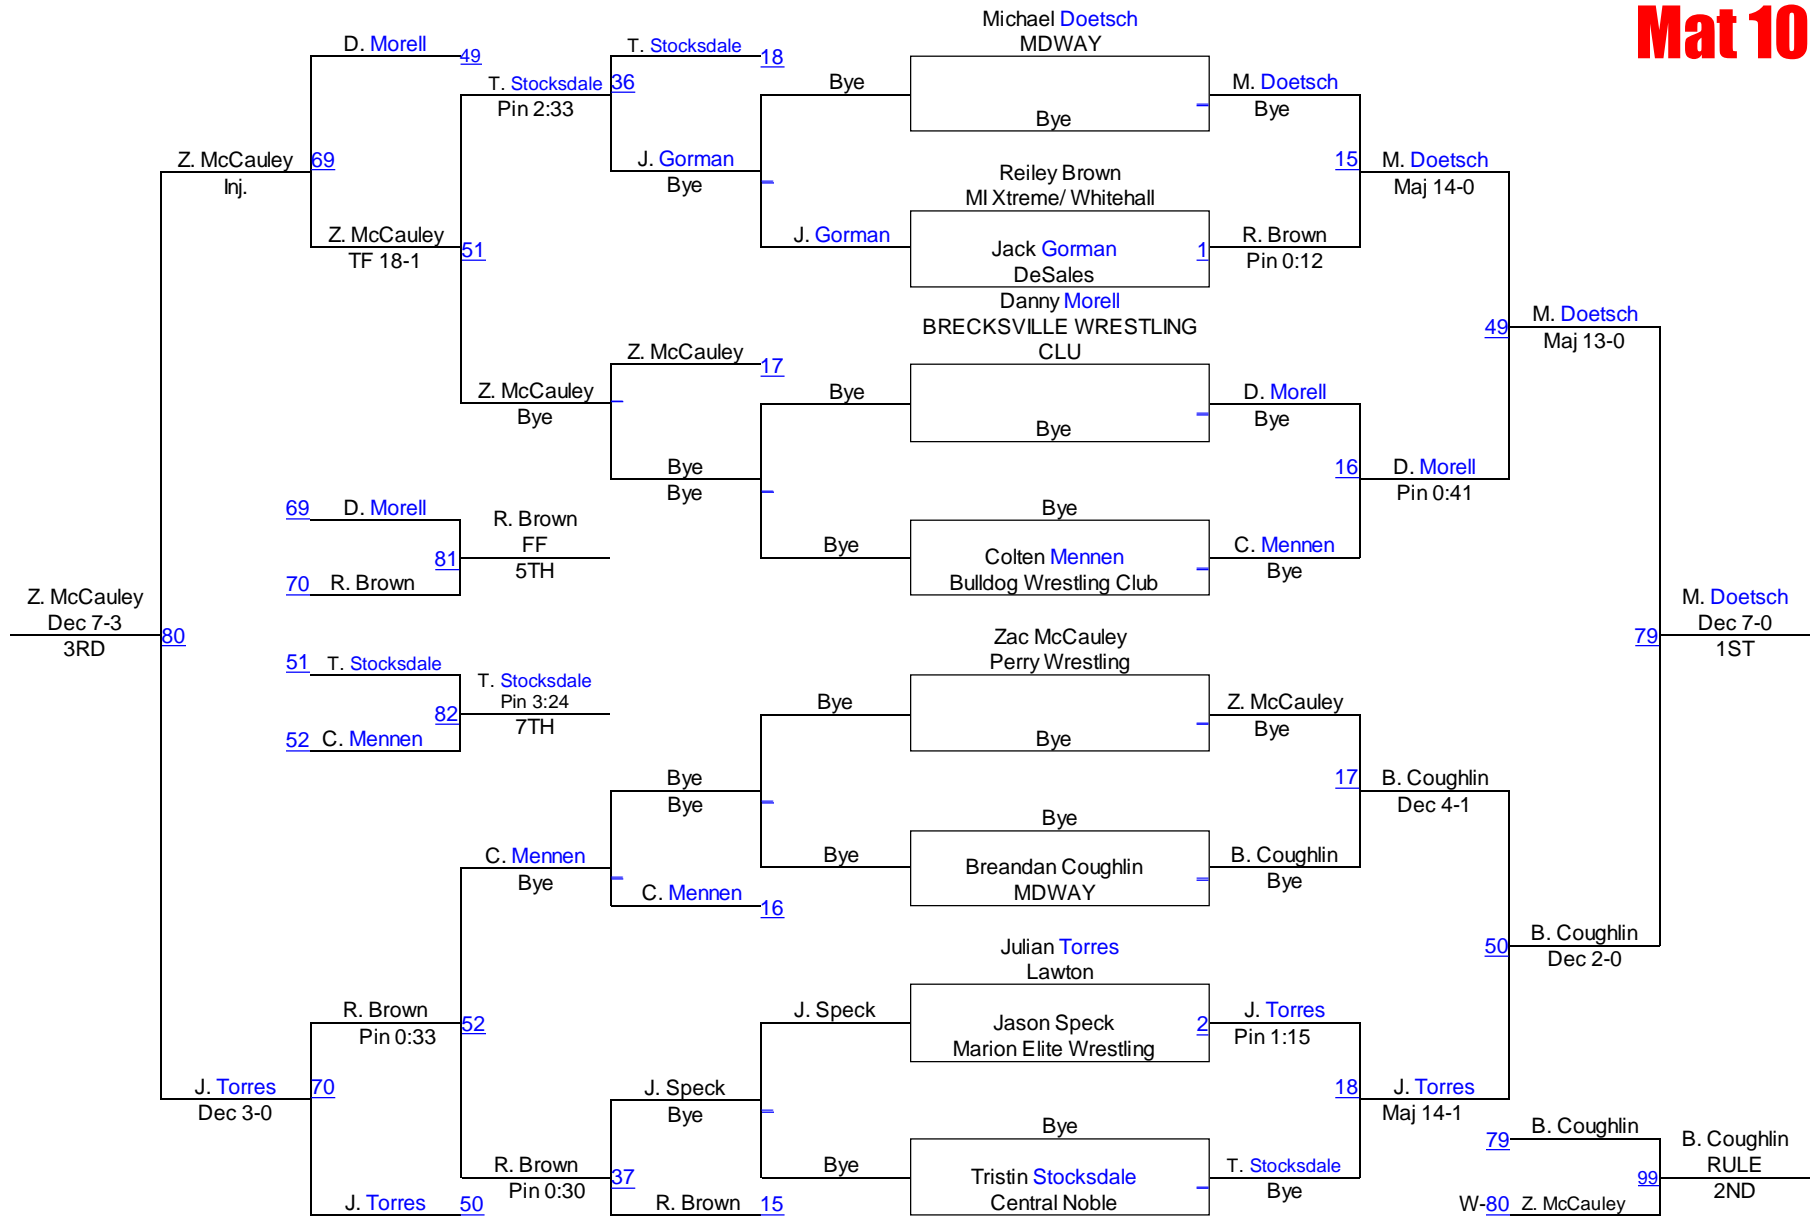 Mat 10
Michael Doetsch
MDWAY
D. Morell
49
T. Stocksdale
18
T. Stocksdale
36
Pin 2:33
Bye
Bye
M. Doetsch
Bye
Z. McCauley
69
Inj.
J. Gorman
Bye
Reiley Brown
MI Xtreme/ Whitehall
15
M. Doetsch
Maj 14-0
Z. McCauley
TF 18-1
51
J. Gorman
Jack Gorman
DeSales
1
R. Brown
Pin 0:12
Danny Morell
BRECKSVILLE WRESTLING
CLU
49
M. Doetsch
Maj 13-0
Z. McCauley
17
Z. McCauley
Bye
Bye
Bye
D. Morell
Bye
Bye
Bye
16
D. Morell
Pin 0:41
69
D. Morell
R. Brown
FF
5TH
81
70
R. Brown
Bye
Bye
Colten Mennen
Bulldog Wrestling Club
C. Mennen
Bye
Z. McCauley
Dec 7-3
3RD
80
M. Doetsch
Dec 7-0
1ST
79
Zac McCauley
Perry Wrestling
51
T. Stocksdale
T. Stocksdale
Pin 3:24
7TH
82
52
C. Mennen
Bye
Bye
Z. McCauley
Bye
Bye
Bye
17
B. Coughlin
Dec 4-1
Bye
C. Mennen
Bye
Bye
Breandan Coughlin
MDWAY
B. Coughlin
Bye
C. Mennen
16
Julian Torres
Lawton
50
B. Coughlin
Dec 2-0
R. Brown
Pin 0:33
52
J. Speck
Jason Speck
Marion Elite Wrestling
2
J. Torres
Pin 1:15
J. Torres
Dec 3-0
70
J. Speck
Bye
18
J. Torres
Maj 14-1
Bye
79
B. Coughlin
B. Coughlin
RULE
2ND
99
R. Brown
Pin 0:30
37
Bye
Tristin Stocksdale
Central Noble
T. Stocksdale
Bye
J. Torres
50
R. Brown
15
W-80
Z. McCauley